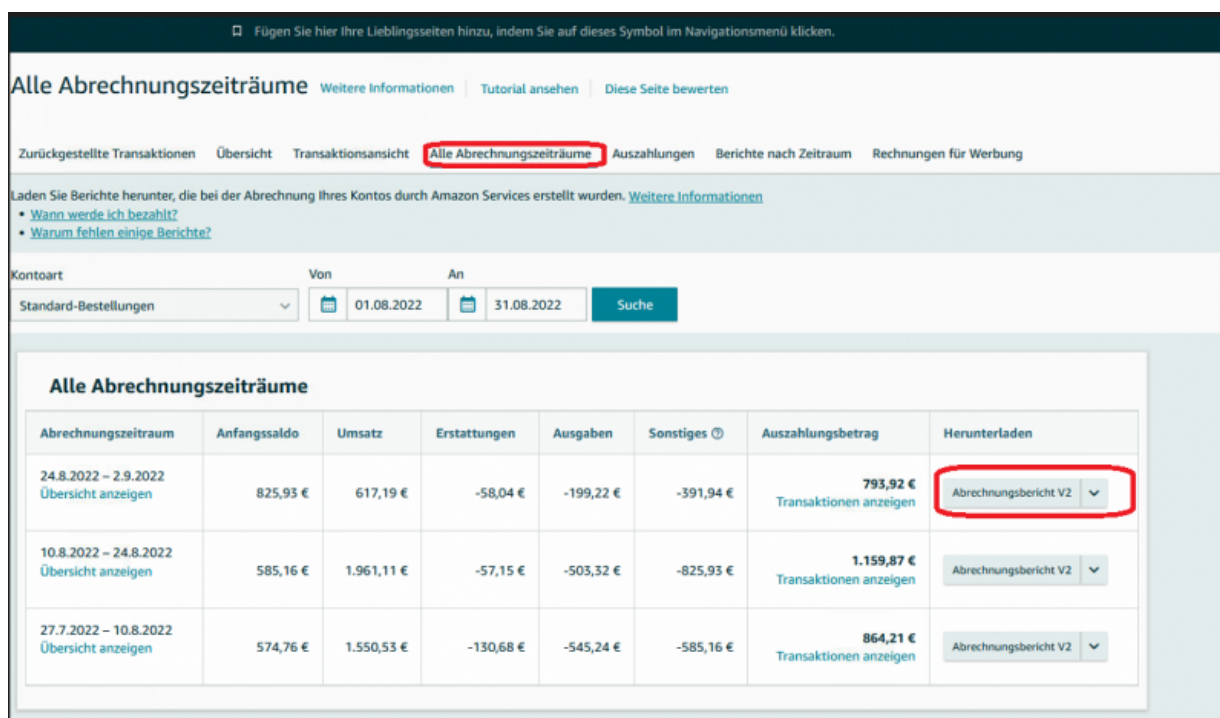 Fügen Sie hier Ihre Lieblingsseiten hinzu, indem Sie auf dieses Symbol im Navigationsmenü klicken.
Alle Abrechnungszeiträume Weitere Informationen Tutorial ansehen Diese Seite bewerten
Zurückgestellte Transaktionen Übersicht Transaktionsansicht Alle Abrechnungszeiträume Auszahlungen Berichte nach Zeitraum Rechnungen für Werbung
Laden Sie Berichte herunter, die bei der Abrechnung Ihres Kontos durch Amazon Services erstellt wurden. Weitere Informationen
• Wann werde ich bezahlt?
• Warum fehlen einige Berichte?
Kontoart Von An
Standard-Bestellungen 01.08.2022 31.08.2022 Suche
Alle Abrechnungszeiträume
Abrechnungszeitraum Anfangssaldo Umsatz Erstattungen Ausgaben Sonstiges Auszahlungsbetrag Herunterladen
24.8.2022 – 2.9.2022 793,92 €
Übersicht anzeigen 825,93 € 617,19 € -58,04 € -199,22 € -391,94 € Transaktionen anzeigen Abrechnungsbericht V2
10.8.2022 – 24.8.2022 1.159,87 €
Übersicht anzeigen 585,16 € 1.961,11 € -57,15 € -503,32 € -825,93 € Transaktionen anzeigen Abrechnungsbericht V2
27.7.2022 – 10.8.2022 864,21 €
Übersicht anzeigen 574,76 € 1.550,53 € -130,68 € -545,24 € -585,16 € Transaktionen anzeigen Abrechnungsbericht V2